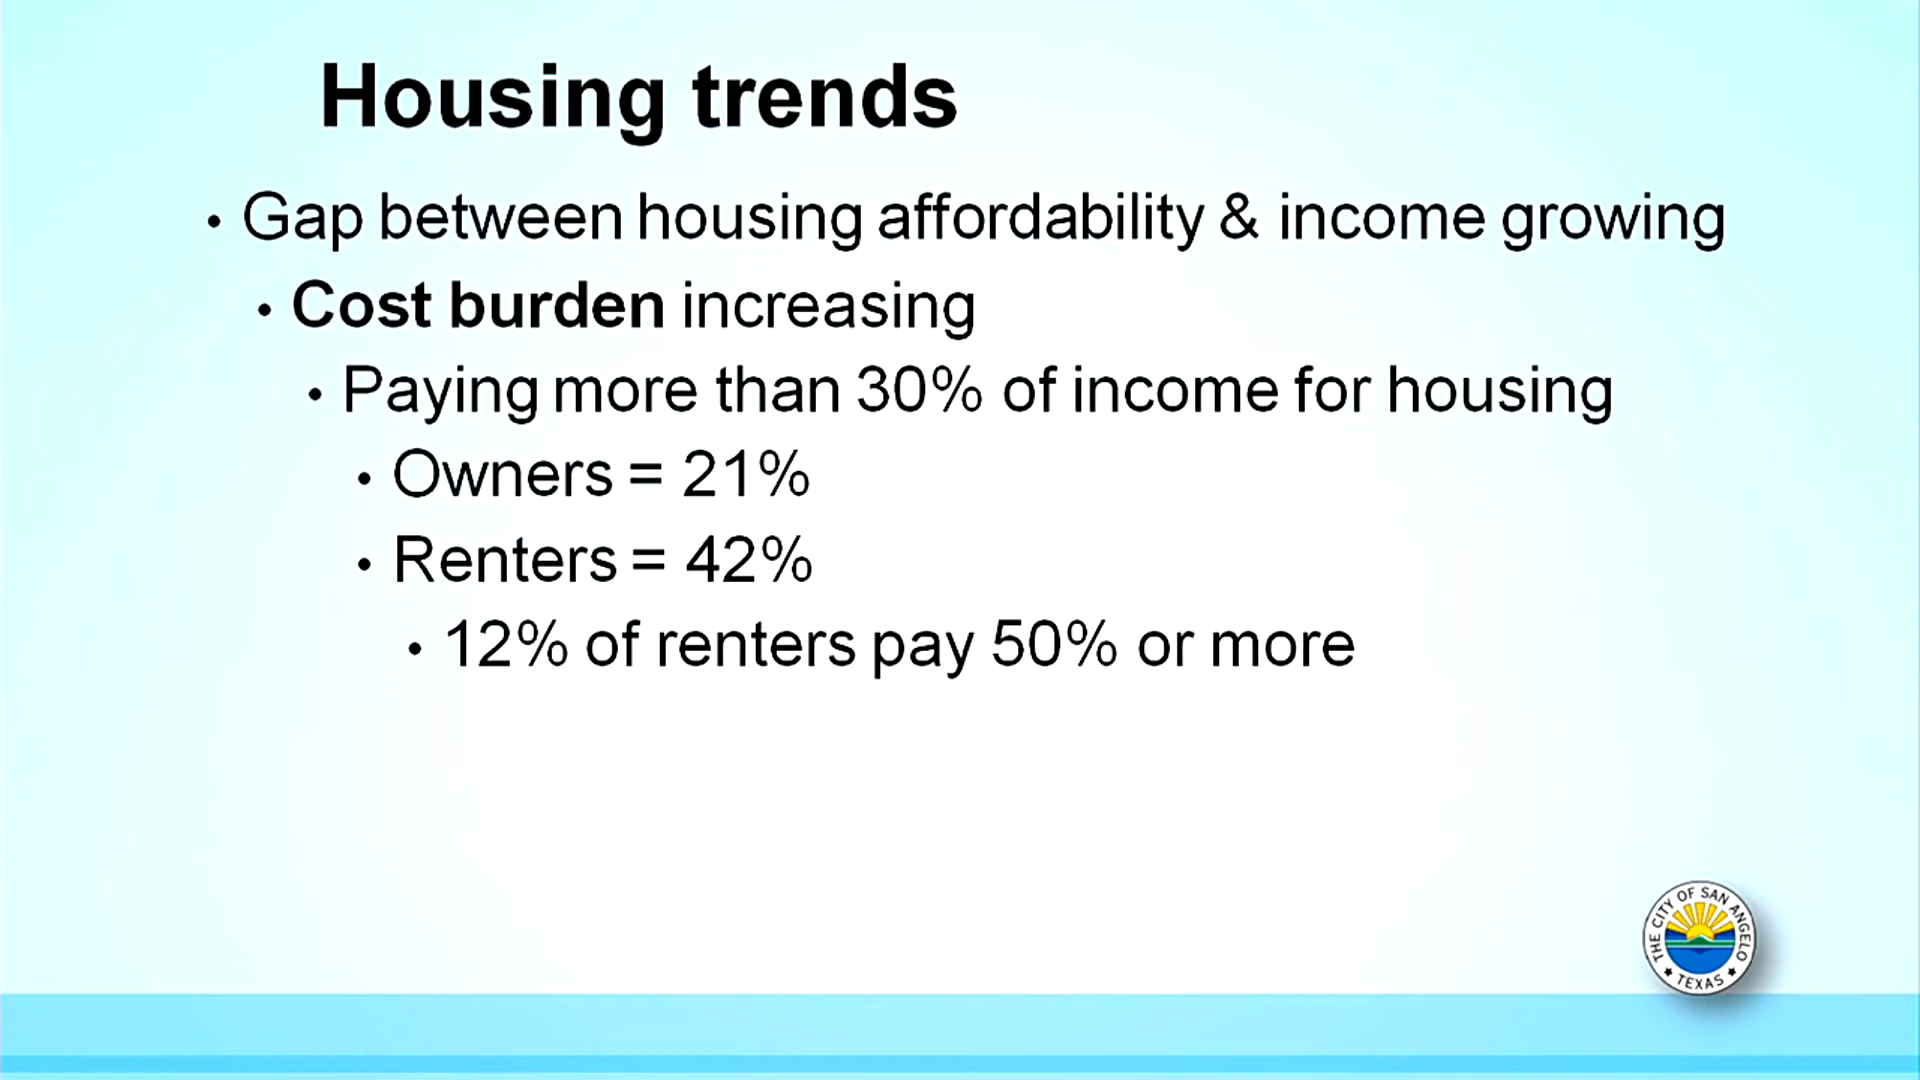 Housing trends
• Gap between housing affordability & income growing
• Cost burden increasing
• Paying more than 30% of income for housing
• Owners = 21%
• Renters = 42%
• 12% of renters pay 50% or more
THE CITY OF SAN ANGELO
★ TEXAS ★